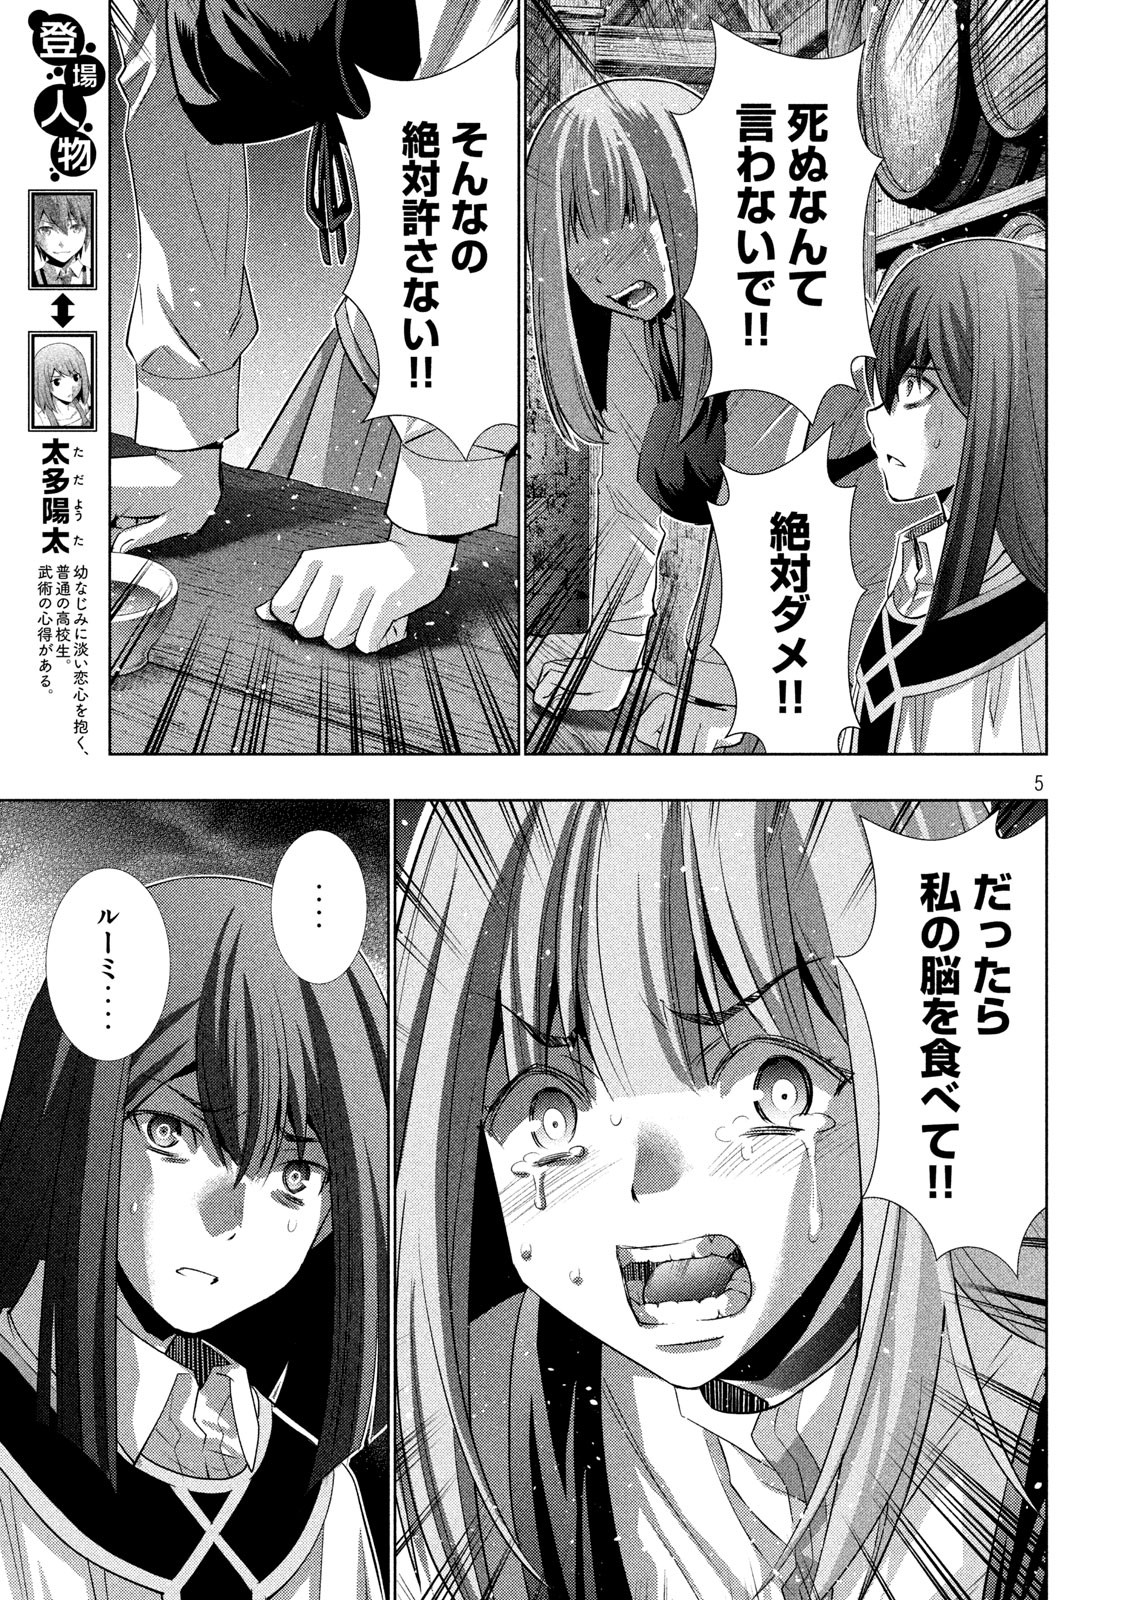 死ぬなんて
言わないで!!
絶対ダメ!!
そんなの
絶対許さない!!
5
だったら
私の脳を食べて!!
・・・・
ルーミ・・・・
登場人物
太多陽太
ただようた
幼なじみに淡い恋心を抱く、
普通の高校生。
武術の心得がある。